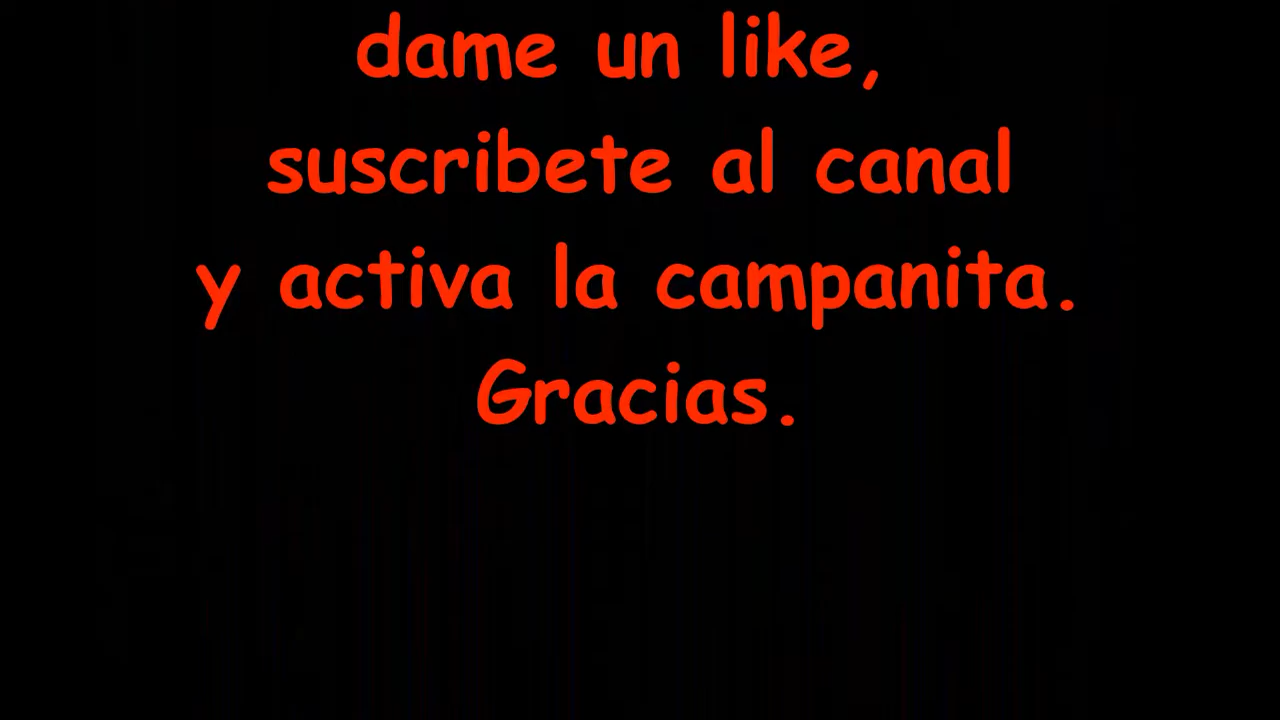 dame un like,
suscribete al canal
y activa la campanita.
Gracias.